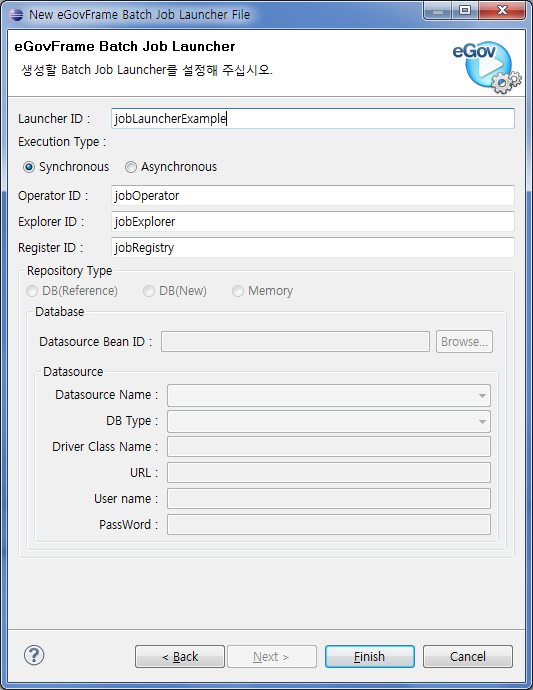 New eGovFrame Batch Job Launcher File
eGovFrame Batch Job Launcher
생성할 Batch Job Launcher를 설정해 주십시오.
eGov
Launcher ID : jobLauncherExample
Execution Type :
Synchronous Asynchronous
Operator ID : jobOperator
Explorer ID : jobExplorer
Register ID : jobRegistry
Repository Type
DB(Reference) DB(New) Memory
Database
Datasource Bean ID : Browse...
Datasource
Datasource Name :
DB Type :
Driver Class Name :
URL :
User name :
PassWord :
? < Back Next > Finish Cancel